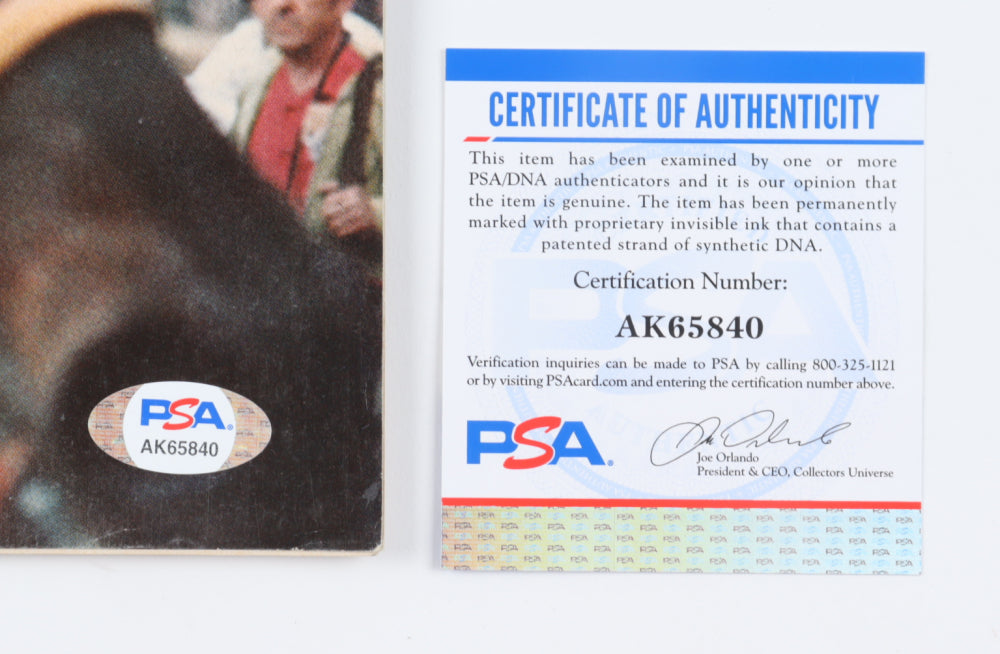 PSA
AK65840
CERTIFICATE OF AUTHENTICITY
This item has been examined by one or more
PSA/DNA authenticators and it is our opinion that
the item is genuine. The item has been permanently
marked with proprietary invisible ink that contains a
patented strand of synthetic DNA.
Certification Number:
AK65840
Verification inquiries can be made to PSA by calling 800-325-1121
or by visiting PSAcard.com and entering the certification number above.
PSA
Joe Orlando
President & CEO, Collectors Universe